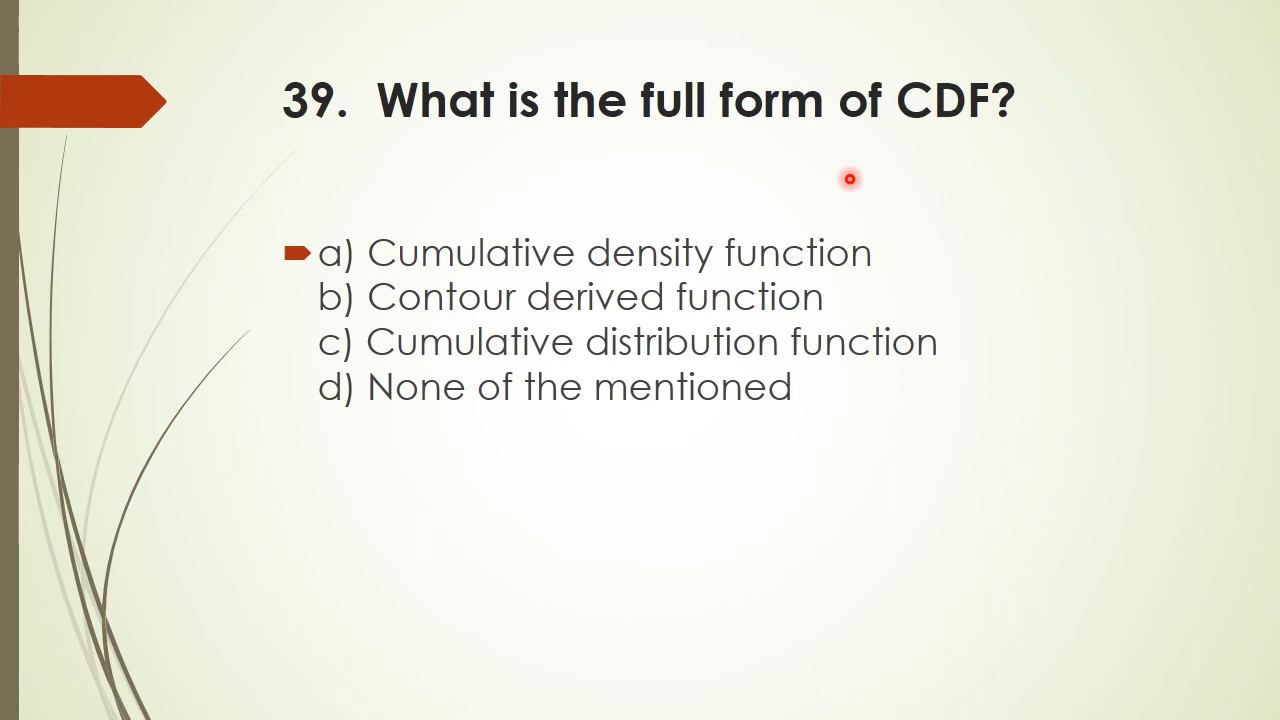 39.  What is the full form of CDF?
a) Cumulative density function
b) Contour derived function
c) Cumulative distribution function
d) None of the mentioned